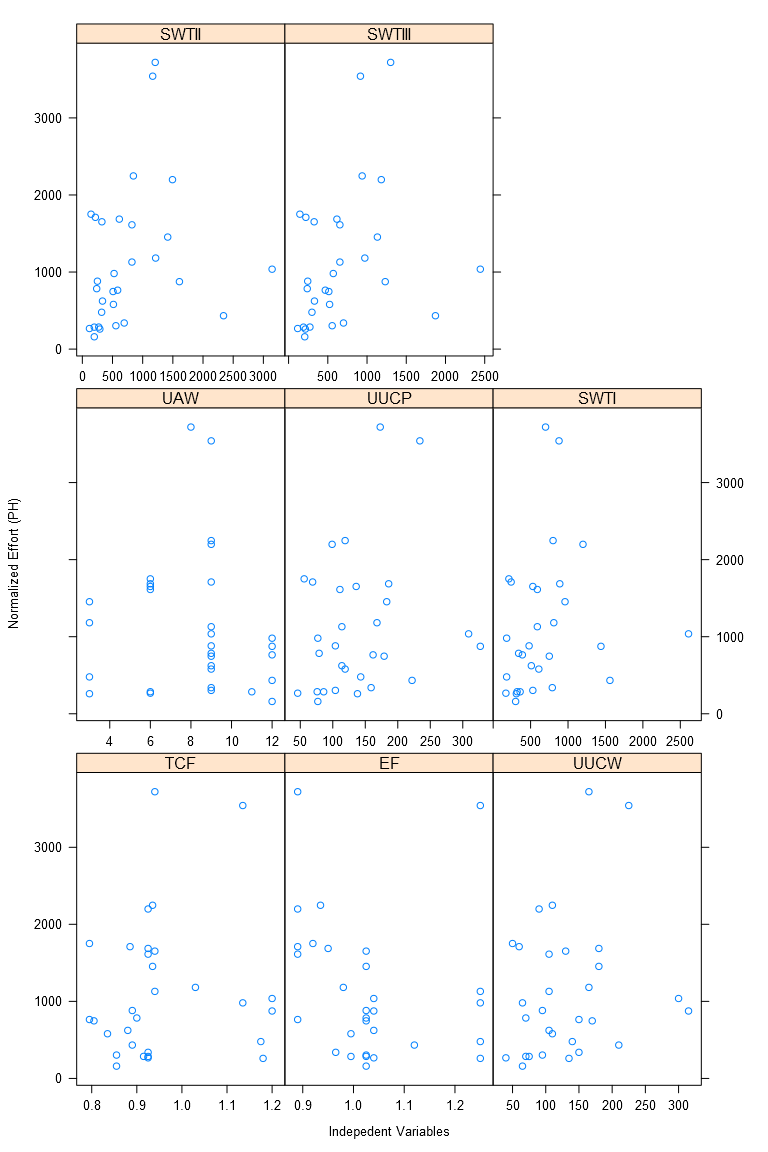 SWTII SWTIII
3000
2000
1000
0
0 500 1000 1500 2000 2500 3000 500 1000 1500 2000 2500
UAW UUCP SWTI
3000
2000
1000
0
4 6 8 10 12 50 100 150 200 250 300 500 1000 1500 2000 2500
TCF EF UUCW
3000
2000
1000
0
0.8 0.9 1.0 1.1 1.2 0.9 1.0 1.1 1.2 50 100 150 200 250 300
Indepedent Variables
Normalized Effort (PH)